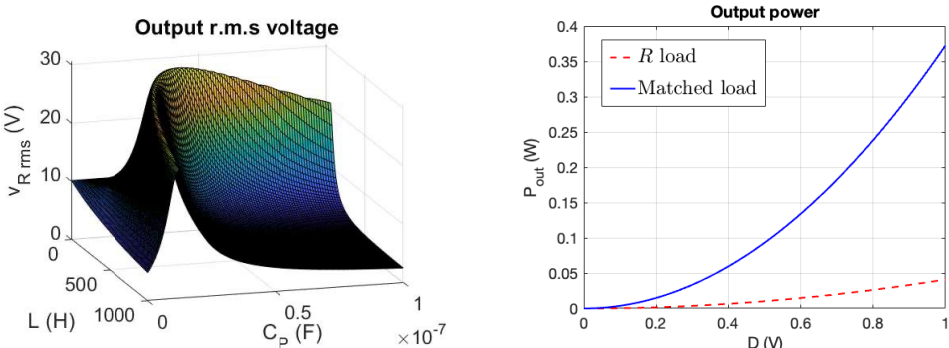 Output r.m.s voltage
30
20
10
0
v_R rms (V)
0
500
1000
L (H)
0
0.5
1
×10^-7
C_P (F)
Output power
0.4
0.35
0.3
0.25
0.2
0.15
0.1
0.05
0
P_out (W)
R load
Matched load
0
0.2
0.4
0.6
0.8
1
D (V)